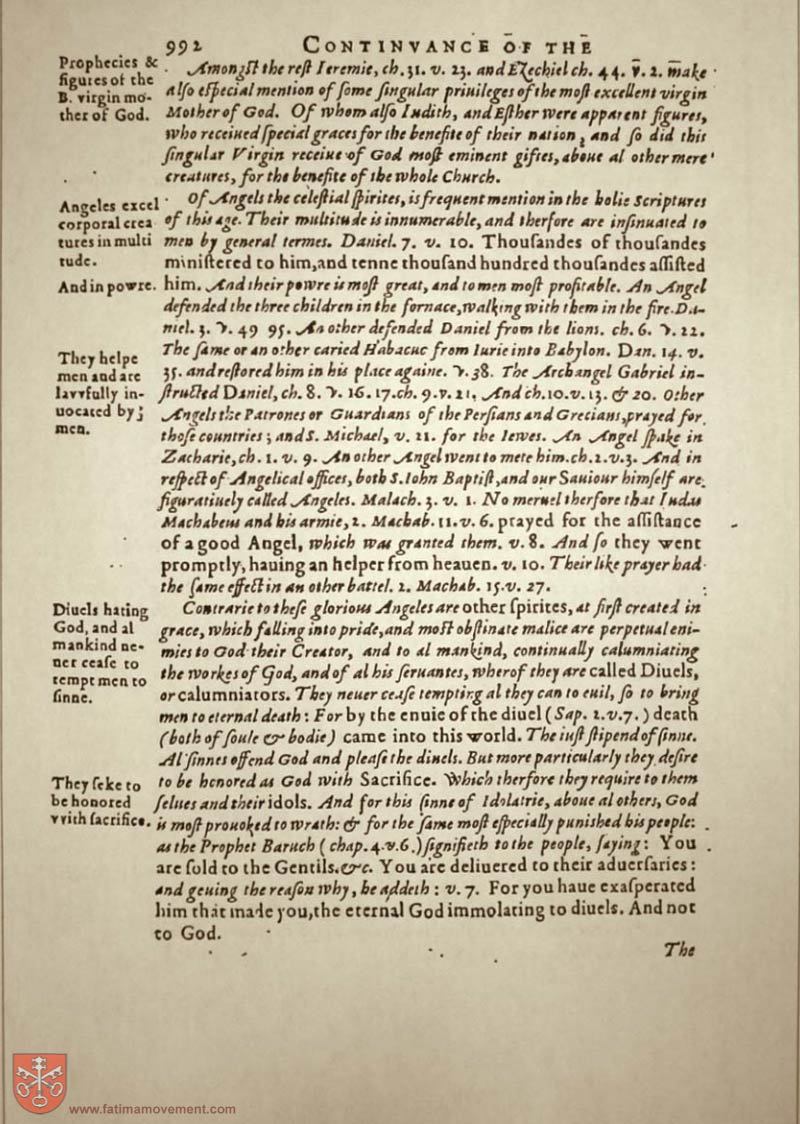 992 CONTINVANCE OF THE
Prophecies &
figures of the
B. virgin mo-
ther of God.
Amongſt the reſt Ieremie, ch. 31. v. 23. and Ezechiel ch. 44. v. 2. make
alſo eſpecial mention of ſome ſingular priuileges of the moſt excellent virgin
Mother of God. Of whom alſo Iudith, and Eſther were apparent figures,
who receiued ſpecial graces for the benefite of their nation; and ſo did this
ſingular Virgin receiue of God moſt eminent giftes, aboue al other mere
creatures, for the benefite of the whole Church.
Angeles excel
corporal crea
tures in multi
tude.
And in powre.
Of Angels the celeſtial ſpirites, is frequent mention in the holie Scriptures
of this age. Their multitude is innumerable, and therfore are inſinuated to
men by general termes. Daniel. 7. v. 10. Thouſandes of thouſandes
miniſtered to him, and tenne thouſand hundred thouſandes aſſiſted
him. And their powre is moſt great, and to men moſt profitable. An Angel
defended the three children in the fornace, walking with them in the fire. Da-
niel. 3. v. 49 95. An other defended Daniel from the lions. ch. 6. v. 22.
They helpe
men and are
lavvfully in-
uocated by
men.
The ſame or an other caried Habacuc from Iurie into Babylon. Dan. 14. v.
35. and reſtored him in his place againe. v. 38. The Archangel Gabriel in-
ſtructed Daniel, ch. 8. v. 16. 17. ch. 9. v. 21. And ch. 10. v. 13. & 20. Other
Angels the Patrones or Guardians of the Perſians and Grecians, prayed for
thoſe countries; and S. Michael, v. 21. for the Iewes. An Angel ſpake in
Zacharie, ch. 1. v. 9. An other Angel went to mete him. ch. 2. v. 3. And in
reſpect of Angelical offices, both S. Iohn Baptiſt, and our Sauiour himſelf are
figuratiuely called Angeles. Malach. 3. v. 1. No meruel therfore that Iudas
Machabeus and his armie, 2. Machab. 11. v. 6. prayed for the aſſiſtance
of a good Angel, which was granted them. v. 8. And ſo they went
promptly, hauing an helper from heauen. v. 10. Their like prayer had
the ſame effect in an other battel. 2. Machab. 15. v. 27.
Diuels hating
God, and al
mankind ne-
uer ceaſe to
tempt men to
ſinne.
Contrarie to theſe glorious Angeles are other ſpirites, at firſt created in
grace, which falling into pride, and moſt obſtinate malice are perpetual eni-
mies to God their Creator, and to al mankind, continually calumniating
the workes of God, and of al his ſeruantes, wherof they are called Diuels,
or calumniators. They neuer ceaſe tempting al they can to euil, ſo to bring
men to eternal death: For by the enuie of the diuel (Sap. 2. v. 7.) death
(both of ſoule & bodie) came into this world. The iuſt ſtipend of ſinne.
Al ſinnes offend God and pleaſe the diuels. But more particularly they deſire
They ſeke to
be honored
vvith ſacrifice.
to be honored as God with Sacrifice. Which therfore they require to them
ſelues and their idols. And for this ſinne of Idolatrie, aboue al others, God
is moſt prouoked to wrath: & for the ſame moſt eſpecially punished his people:
as the Prophet Baruch (chap. 4. v. 6.) ſignifieth to the people, ſaying: You
are ſold to the Gentils. &c. You are deliuered to their aduerſaries:
and geuing the reaſon why, he addeth: v. 7. For you haue exaſperated
him that made you, the eternal God immolating to diuels. And not
to God.
The
www.fatimamovement.com